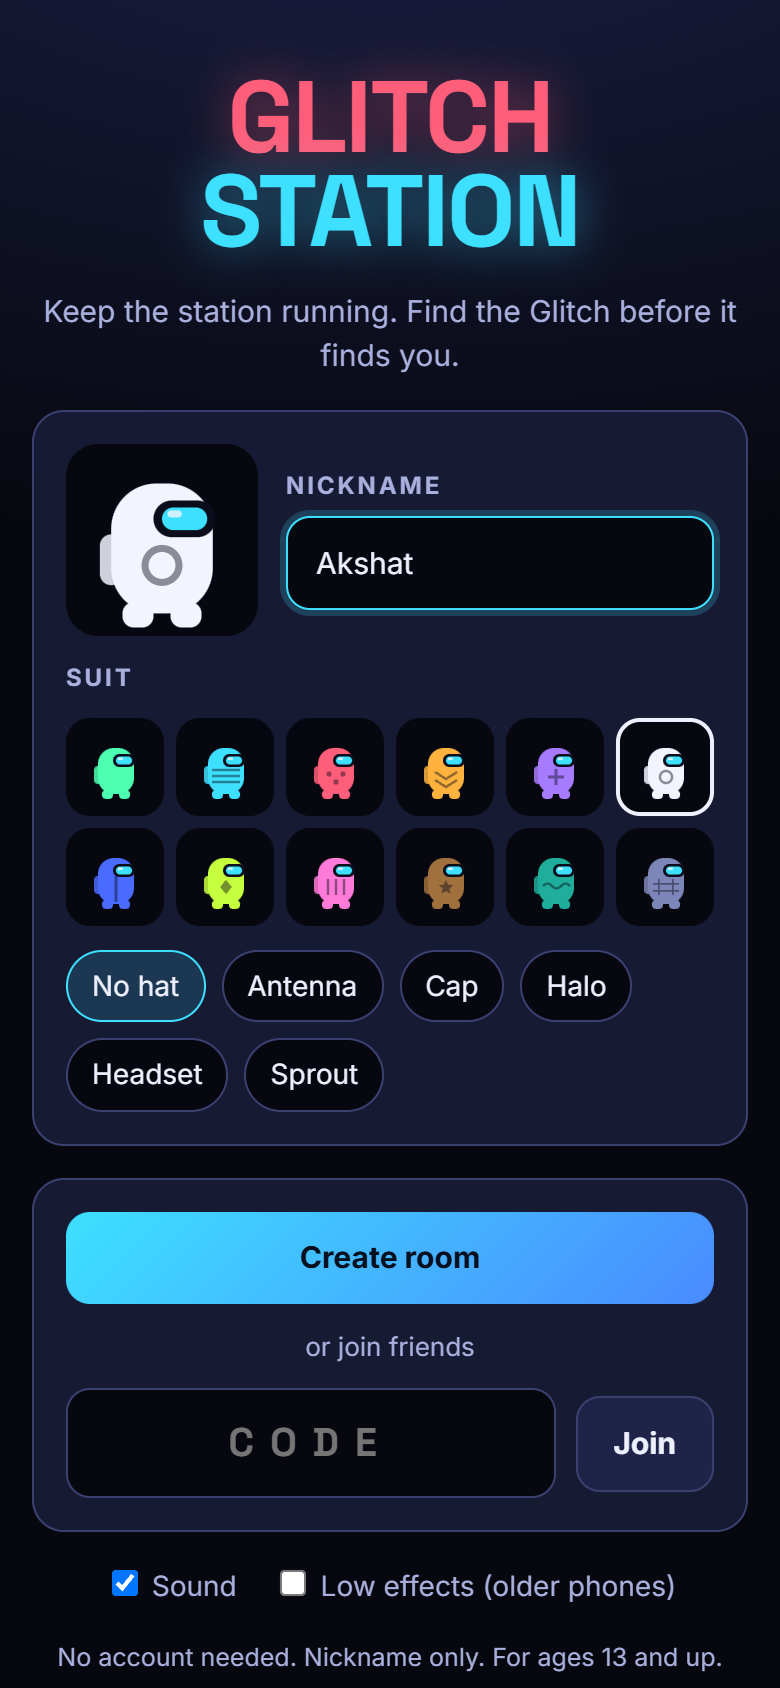 GLITCH
STATION
Keep the station running. Find the Glitch before it
finds you.
NICKNAME
Akshat
SUIT
No hat
Antenna
Cap
Halo
Headset
Sprout
Create room
or join friends
CODE
Join
Sound
Low effects (older phones)
No account needed. Nickname only. For ages 13 and up.